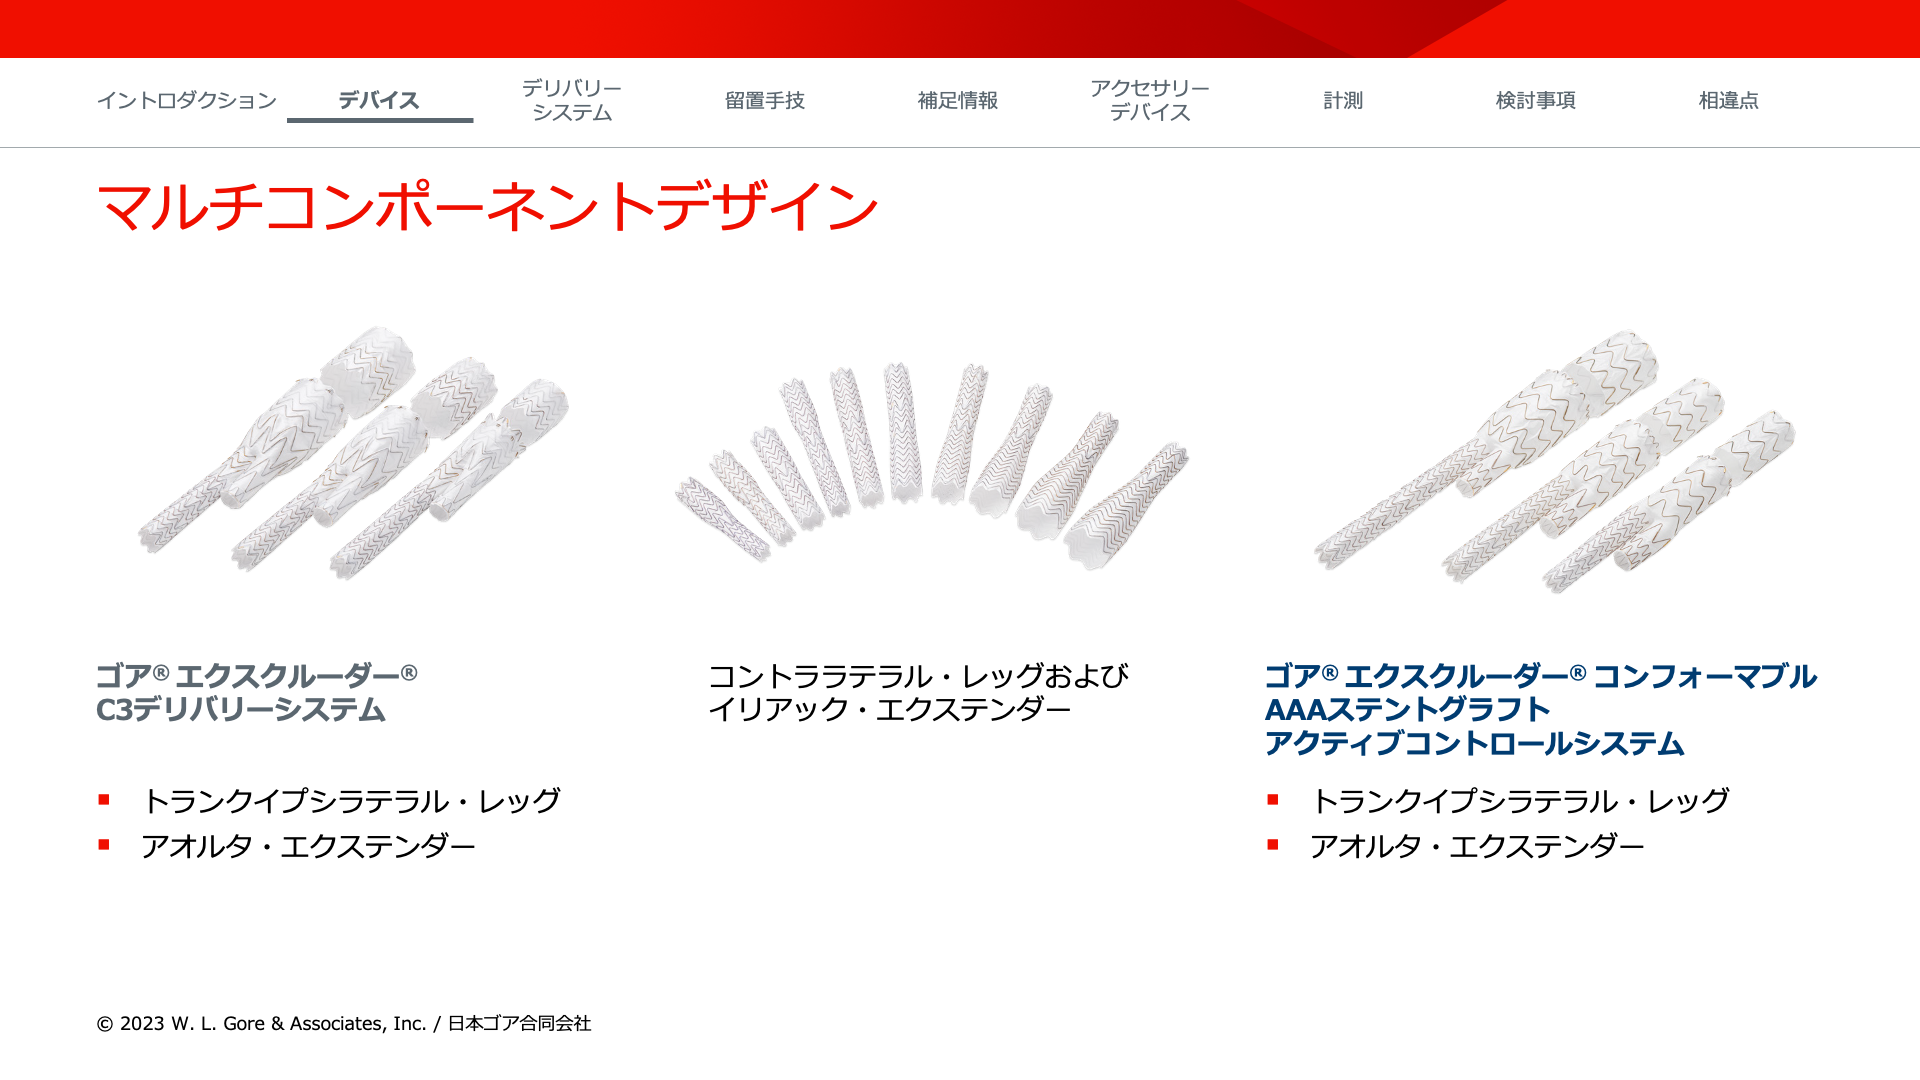 イントロダクション
デバイス
デリバリー
システム
留置手技
補足情報
アクセサリー
デバイス
計測
検討事項
相違点
マルチコンポーネントデザイン
ゴア® エクスクルーダー®
C3デリバリーシステム
トランクイプシラテラル・レッグ
アオルタ・エクステンダー
コントララテラル・レッグおよび
イリアック・エクステンダー
ゴア® エクスクルーダー® コンフォーマブル
AAAステントグラフト
アクティブコントロールシステム
トランクイプシラテラル・レッグ
アオルタ・エクステンダー
© 2023 W. L. Gore & Associates, Inc. / 日本ゴア合同会社